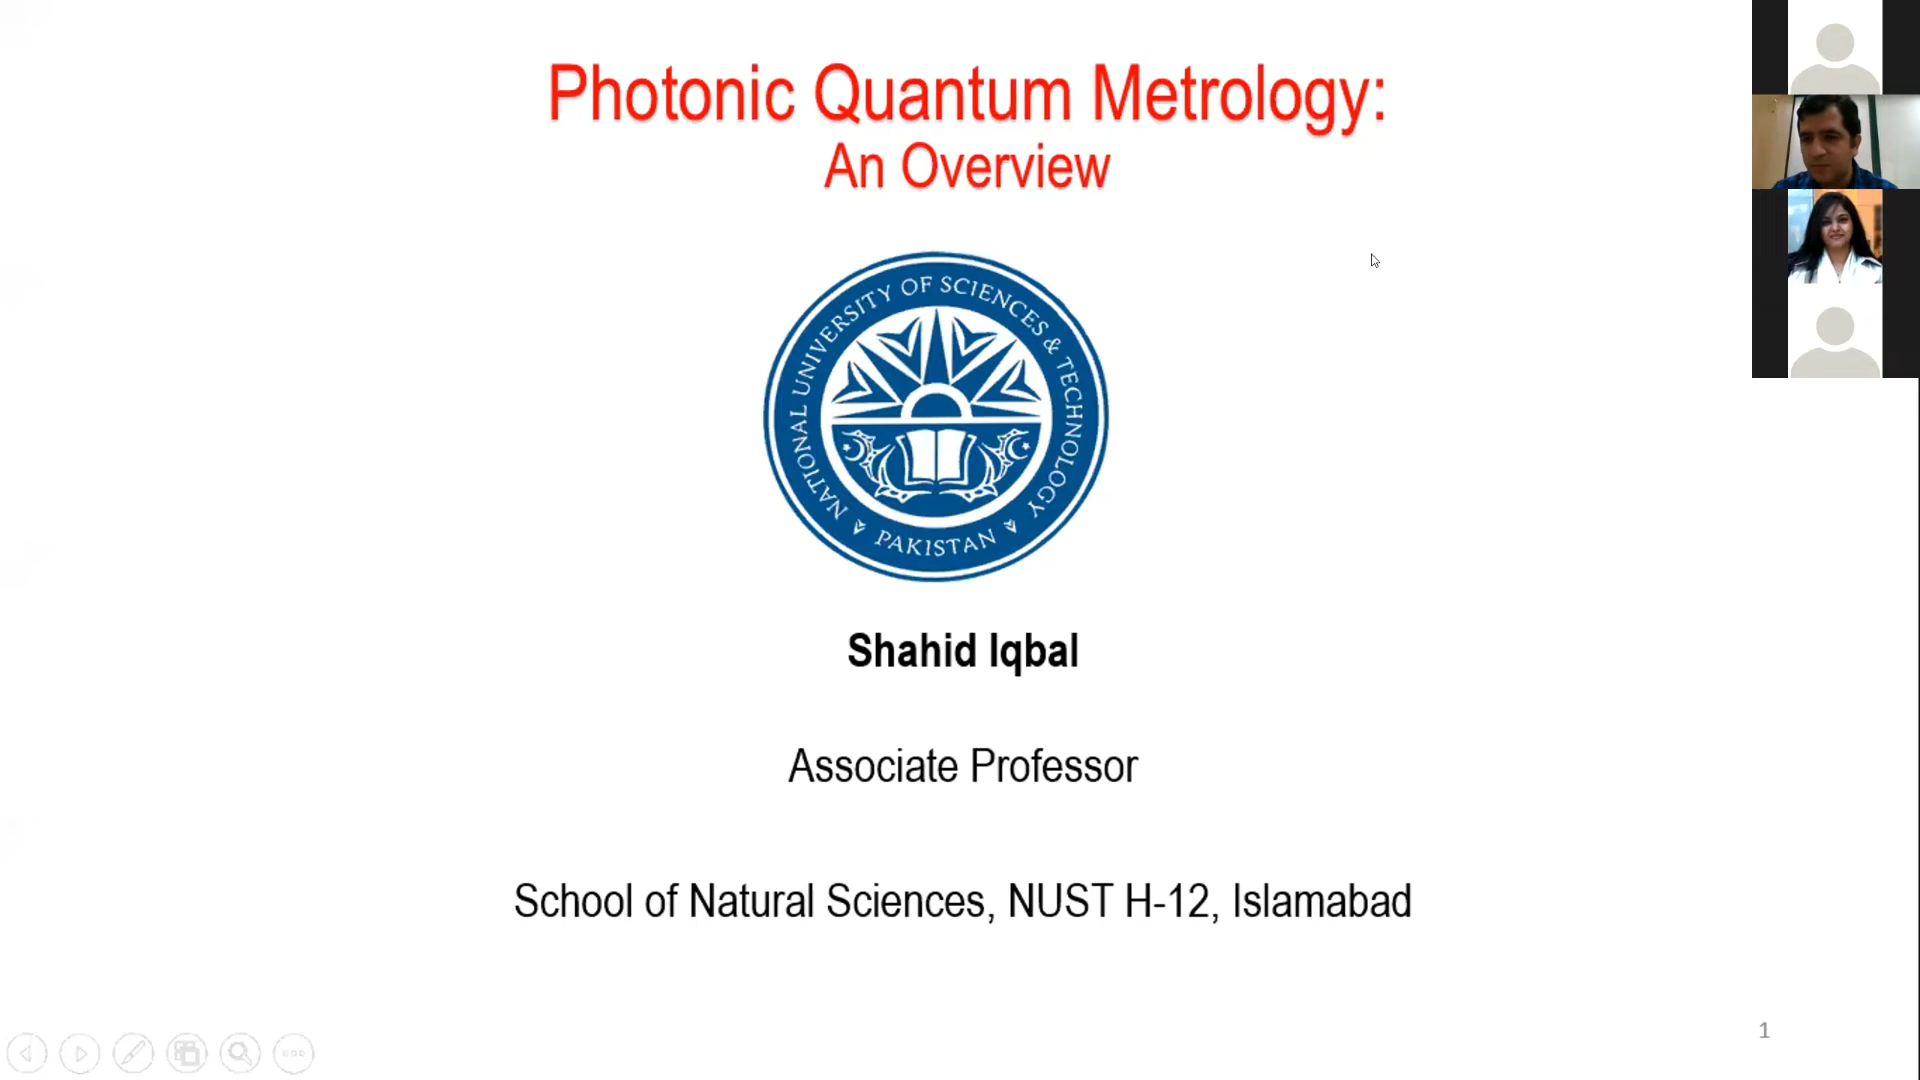 Photonic Quantum Metrology:
An Overview
NATIONAL UNIVERSITY OF SCIENCES & TECHNOLOGY
PAKISTAN
Shahid Iqbal
Associate Professor
School of Natural Sciences, NUST H-12, Islamabad
1